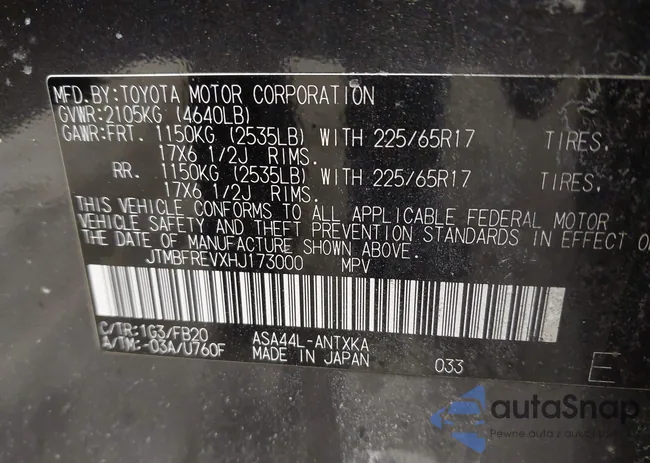 MFD.BY:TOYOTA MOTOR CORPORATION
GVWR:2105KG (4640LB)
GAWR:FRT. 1150KG (2535LB) WITH 225/65R17 TIRES.
17X6 1/2J RIMS.
RR. 1150KG (2535LB) WITH 225/65R17 TIRES.
17X6 1/2J RIMS.
THIS VEHICLE CONFORMS TO ALL APPLICABLE FEDERAL MOTOR
VEHICLE SAFETY AND THEFT PREVENTION STANDARDS IN EFFECT O
THE DATE OF MANUFACTURE SHOWN ABOVE.
JTMBFREVXHJ173000 MPV
C/TR:1G3/FB20 ASA44L-ANTXKA
A/TM:-03A/U760F MADE IN JAPAN 033 E
autaSnap
Pewne auta z